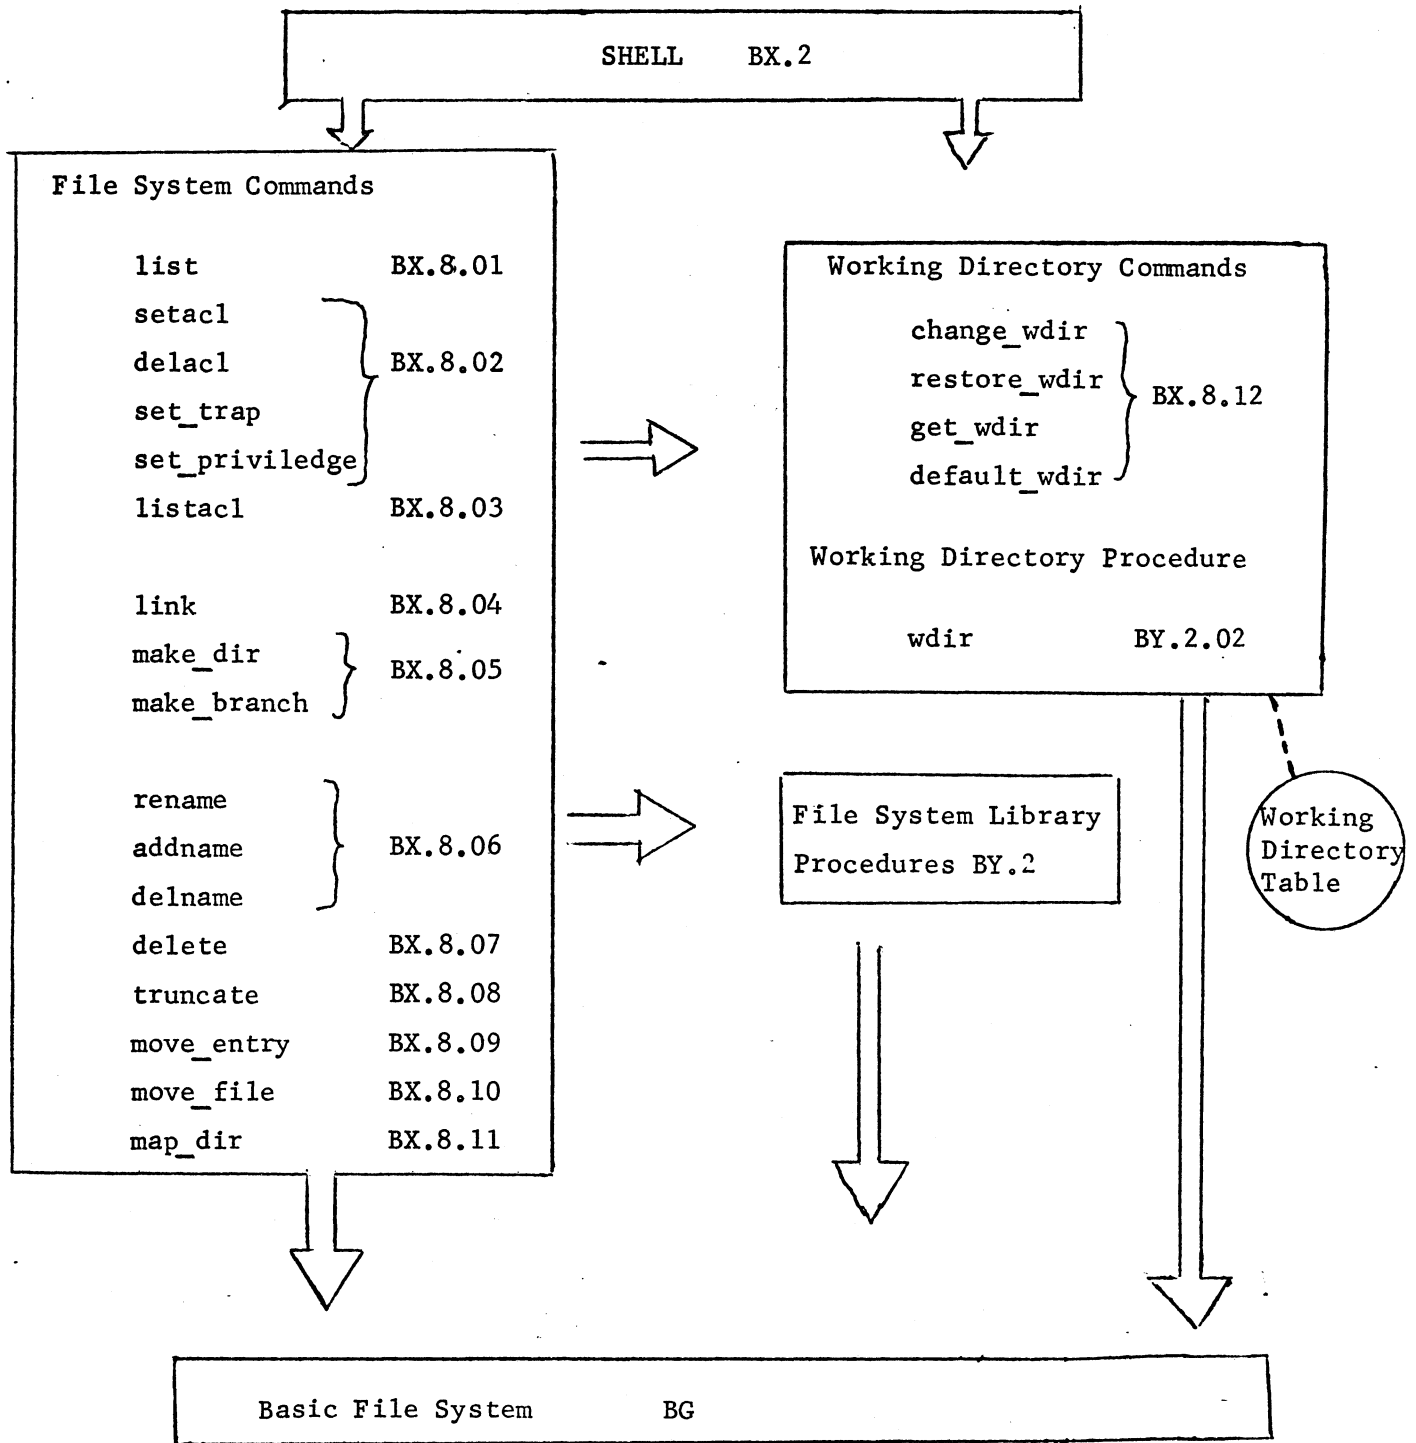 SHELL BX.2
File System Commands
list BX.8.01
setacl
delacl BX.8.02
set_trap
set_priviledge
listacl BX.8.03
link BX.8.04
make_dir
BX.8.05
make_branch
rename
addname BX.8.06
delname
delete BX.8.07
truncate BX.8.08
move_entry BX.8.09
move_file BX.8.10
map_dir BX.8.11
Working Directory Commands
change_wdir
restore_wdir
BX.8.12
get_wdir
default_wdir
Working Directory Procedure
wdir BY.2.02
File System Library
Procedures BY.2
Working
Directory
Table
Basic File System BG